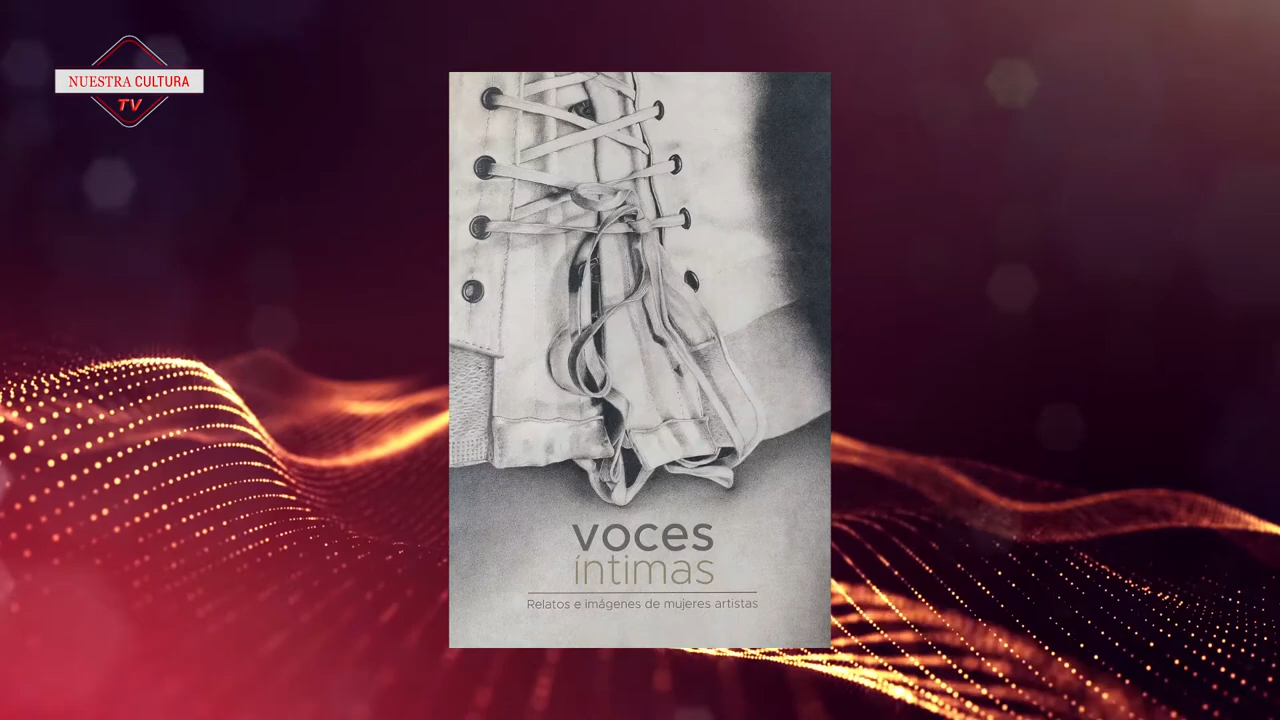 NUESTRA CULTURA
TV
voces
íntimas
Relatos e imágenes de mujeres artistas